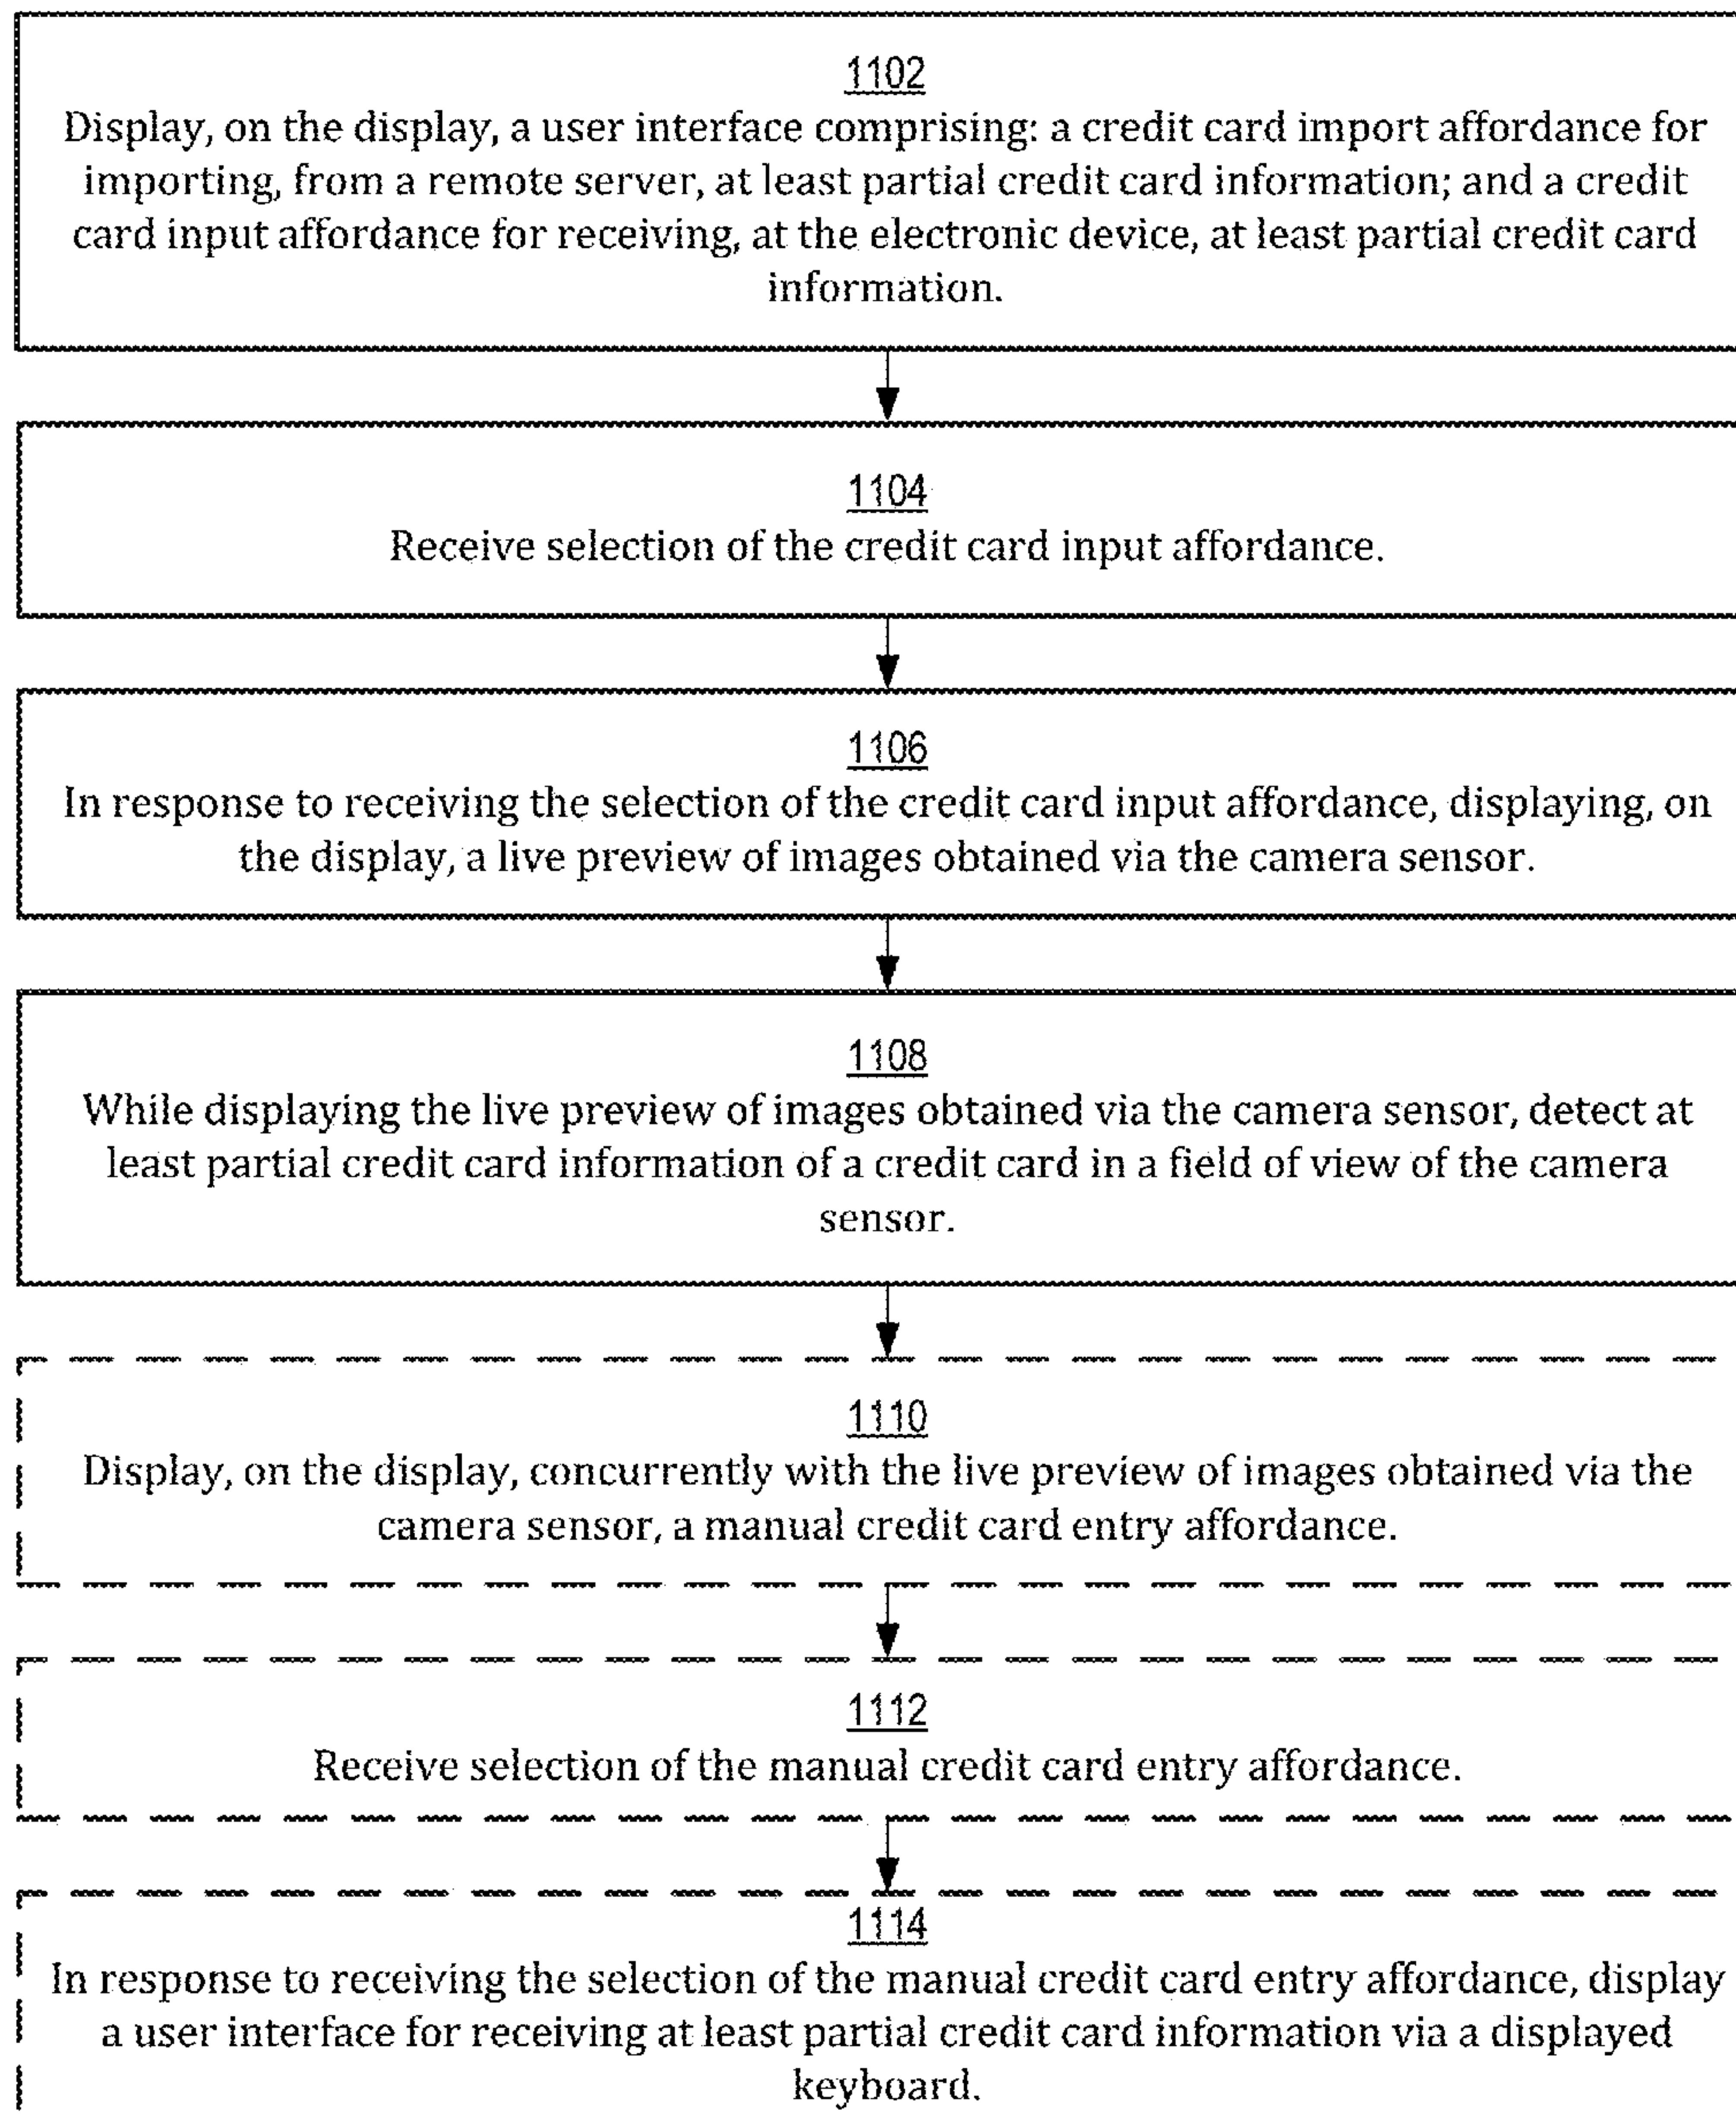 1102
Display, on the display, a user interface comprising: a credit card import affordance for
importing, from a remote server, at least partial credit card information; and a credit
card input affordance for receiving, at the electronic device, at least partial credit card
information.
1104
Receive selection of the credit card input affordance.
1106
In response to receiving the selection of the credit card input affordance, displaying, on
the display, a live preview of images obtained via the camera sensor.
1108
While displaying the live preview of images obtained via the camera sensor, detect at
least partial credit card information of a credit card in a field of view of the camera
sensor.
1110
Display, on the display, concurrently with the live preview of images obtained via the
camera sensor, a manual credit card entry affordance.
1112
Receive selection of the manual credit card entry affordance.
1114
In response to receiving the selection of the manual credit card entry affordance, display
a user interface for receiving at least partial credit card information via a displayed
keyboard.